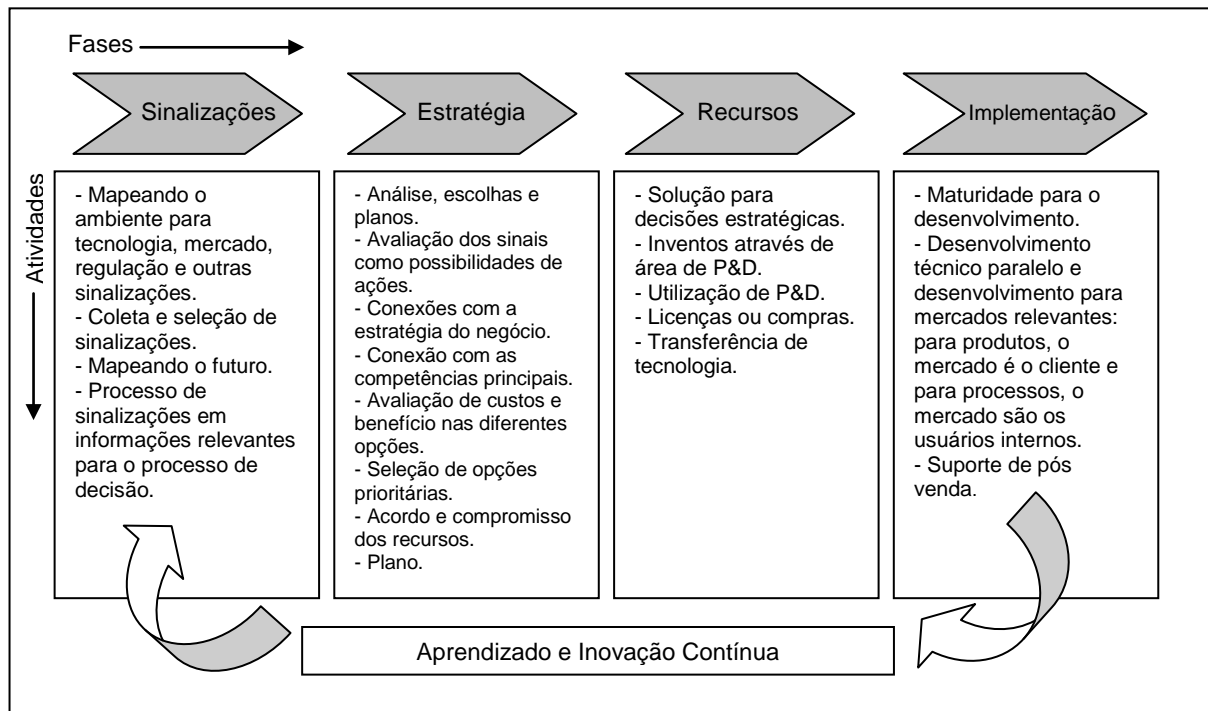 Fases
Sinalizações
Estratégia
Recursos
Implementação
Atividades
- Mapeando o
ambiente para
tecnologia, mercado,
regulação e outras
sinalizações.
- Coleta e seleção de
sinalizações.
- Mapeando o futuro.
- Processo de
sinalizações em
informações relevantes
para o processo de
decisão.
- Análise, escolhas e
planos.
- Avaliação dos sinais
como possibilidades de
ações.
- Conexões com a
estratégia do negócio.
- Conexão com as
competências principais.
- Avaliação de custos e
benefício nas diferentes
opções.
- Seleção de opções
prioritárias.
- Acordo e compromisso
dos recursos.
- Plano.
- Solução para
decisões estratégicas.
- Inventos através de
área de P&D.
- Utilização de P&D.
- Licenças ou compras.
- Transferência de
tecnologia.
- Maturidade para o
desenvolvimento.
- Desenvolvimento
técnico paralelo e
desenvolvimento para
mercados relevantes:
para produtos, o
mercado é o cliente e
para processos, o
mercado são os
usuários internos.
- Suporte de pós
venda.
Aprendizado e Inovação Contínua